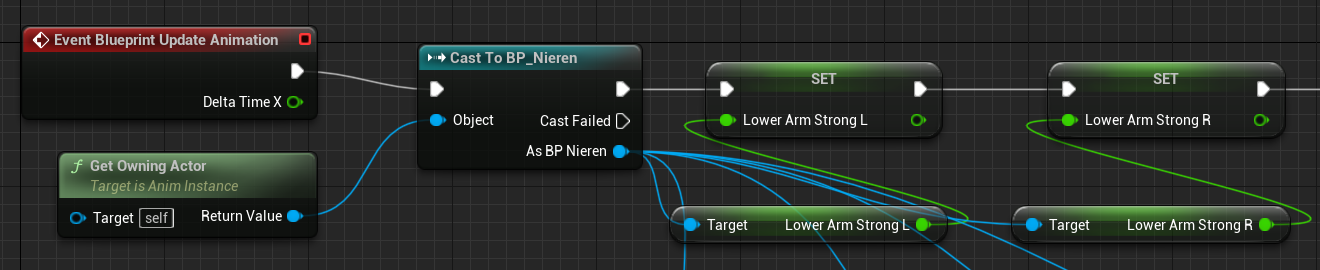 Event Blueprint Update Animation
Delta Time X
Get Owning Actor
Target is Anim Instance
Target self Return Value
Cast To BP_Nieren
Object
Cast Failed
As BP Nieren
SET
Lower Arm Strong L
SET
Lower Arm Strong R
Target Lower Arm Strong L
Target Lower Arm Strong R